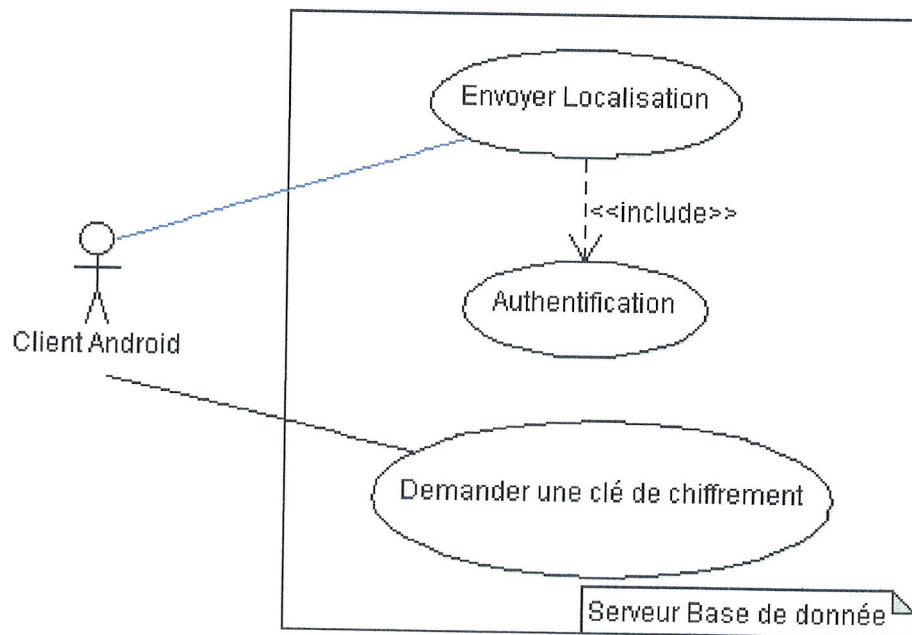 Envoyer Localisation
<<include>>
Authentification
Client Android
Demander une clé de chiffrement
Serveur Base de donnée